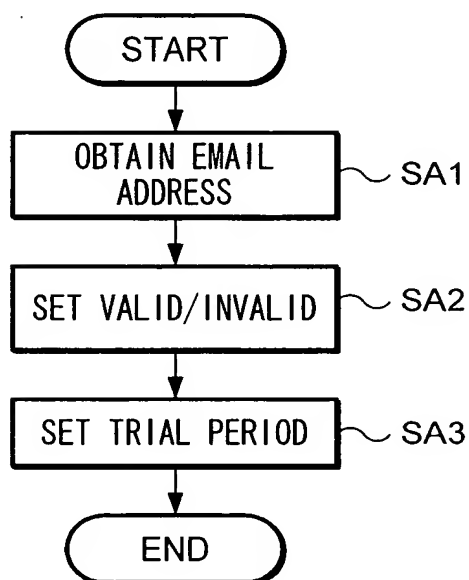 START
OBTAIN EMAIL
ADDRESS
SA1
SET VALID/INVALID
SA2
SET TRIAL PERIOD
SA3
END